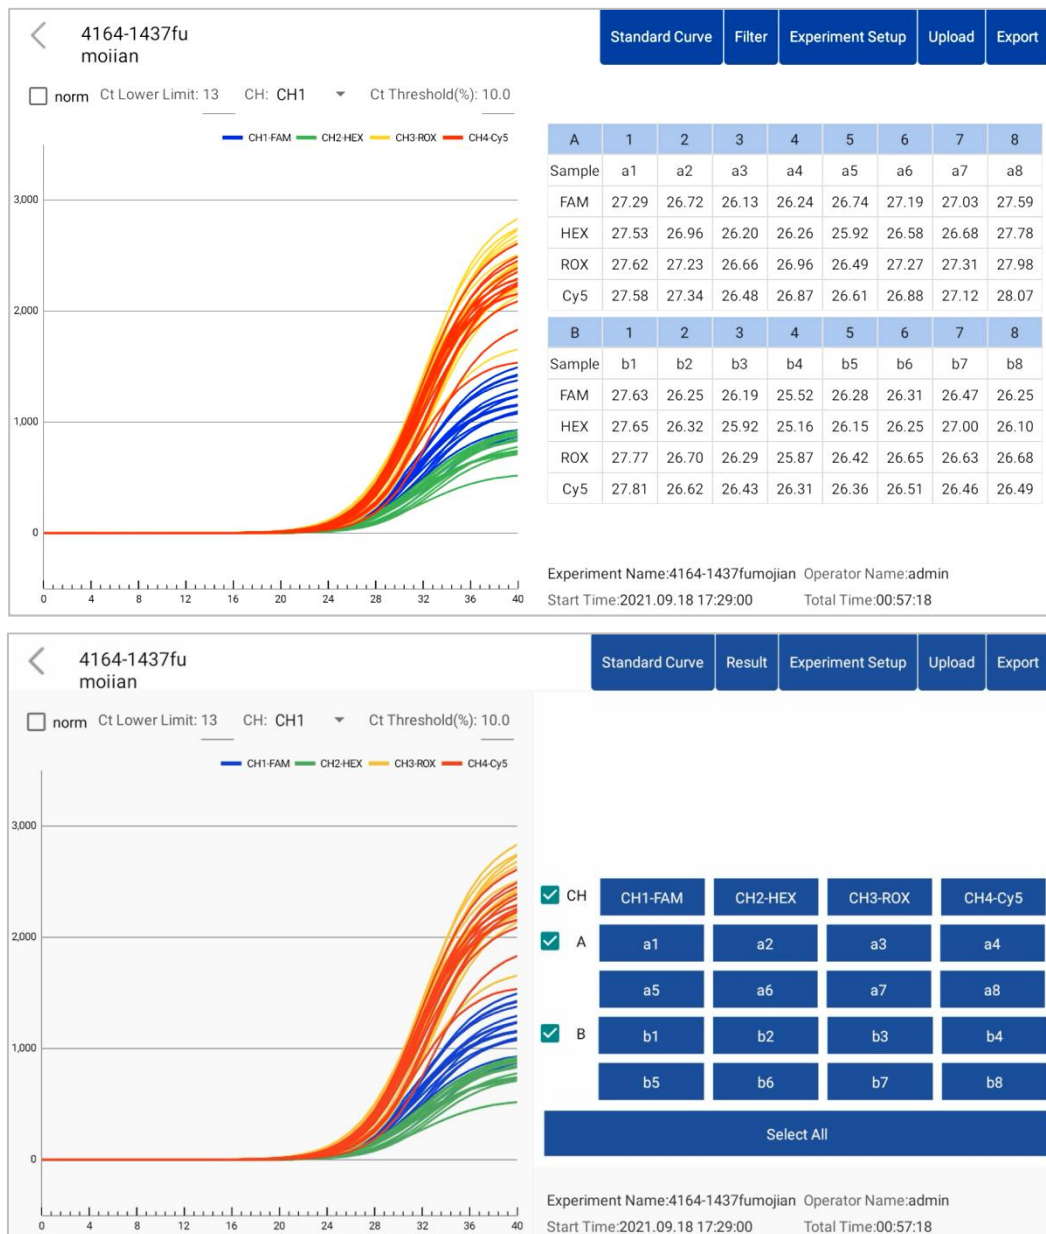 4164-1437fu
mojian
Standard Curve Filter Experiment Setup Upload Export
norm Ct Lower Limit: 13 CH: CH1 Ct Threshold(%): 10.0
CH1-FAM CH2-HEX CH3-ROX CH4-Cy5
3,000
2,000
1,000
0
0 4 8 12 16 20 24 28 32 36 40
A 1 2 3 4 5 6 7 8
Sample a1 a2 a3 a4 a5 a6 a7 a8
FAM 27.29 26.72 26.13 26.24 26.74 27.19 27.03 27.59
HEX 27.53 26.96 26.20 26.26 25.92 26.58 26.68 27.78
ROX 27.62 27.23 26.66 26.96 26.49 27.27 27.31 27.98
Cy5 27.58 27.34 26.48 26.87 26.61 26.88 27.12 28.07
B 1 2 3 4 5 6 7 8
Sample b1 b2 b3 b4 b5 b6 b7 b8
FAM 27.63 26.25 26.19 25.52 26.28 26.31 26.47 26.25
HEX 27.65 26.32 25.92 25.16 26.15 26.25 27.00 26.10
ROX 27.77 26.70 26.29 25.87 26.42 26.65 26.63 26.68
Cy5 27.81 26.62 26.43 26.31 26.36 26.51 26.46 26.49
Experiment Name:4164-1437fumojian Operator Name:admin
Start Time:2021.09.18 17:29:00 Total Time:00:57:18
4164-1437fu
mojian
Standard Curve Result Experiment Setup Upload Export
norm Ct Lower Limit: 13 CH: CH1 Ct Threshold(%): 10.0
CH1-FAM CH2-HEX CH3-ROX CH4-Cy5
3,000
2,000
1,000
0
0 4 8 12 16 20 24 28 32 36 40
CH CH1-FAM CH2-HEX CH3-ROX CH4-Cy5
A a1 a2 a3 a4
a5 a6 a7 a8
B b1 b2 b3 b4
b5 b6 b7 b8
Select All
Experiment Name:4164-1437fumojian Operator Name:admin
Start Time:2021.09.18 17:29:00 Total Time:00:57:18